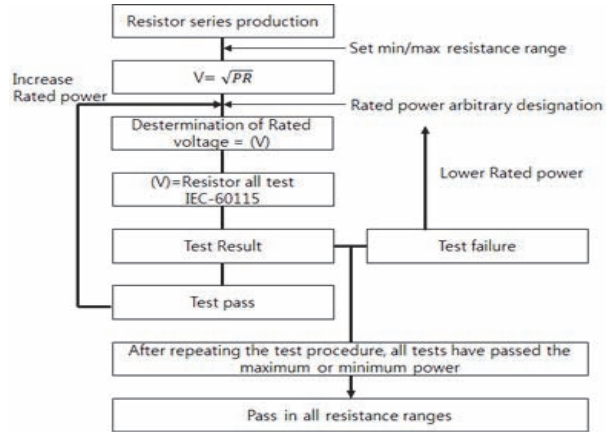 Resistor series production
Set min/max resistance range
Increase
Rated power
V= √PR
Rated power arbitrary designation
Destermination of Rated
voltage = (V)
Lower Rated power
(V)=Resistor all test
IEC-60115
Test Result
Test failure
Test pass
After repeating the test procedure, all tests have passed the
maximum or minimum power
Pass in all resistance ranges